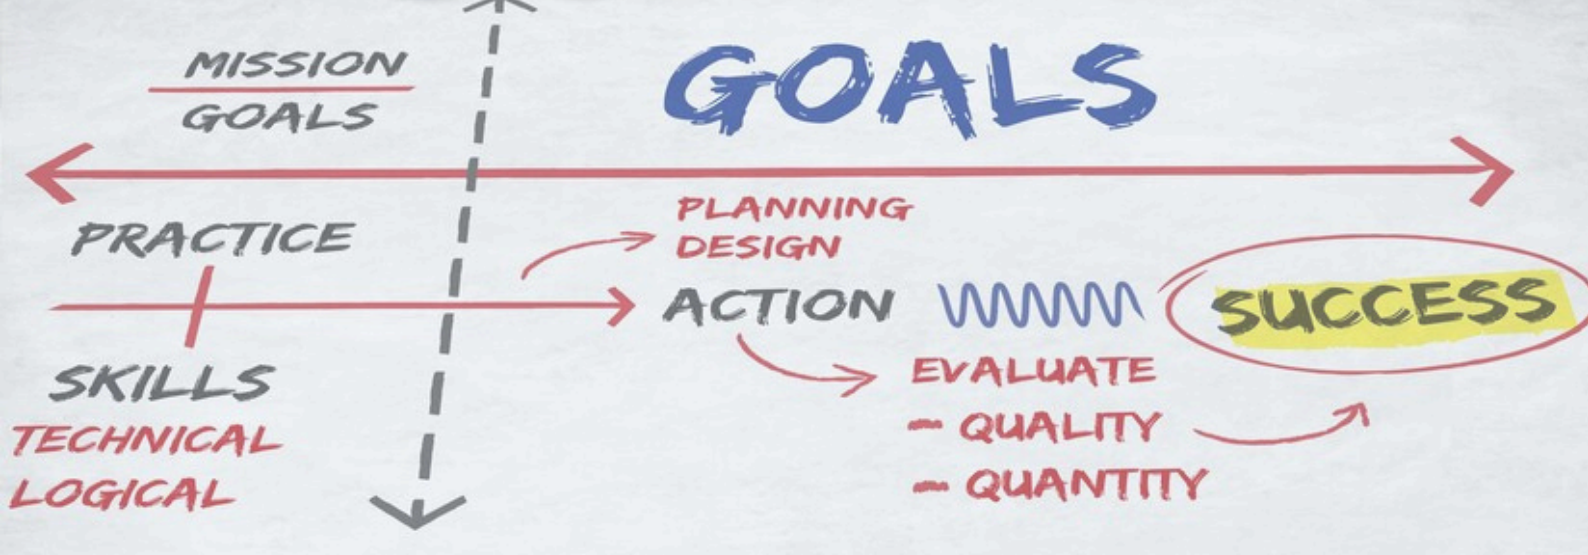 MISSION
GOALS
GOALS
PRACTICE
PLANNING
DESIGN
ACTION
SUCCESS
SKILLS
TECHNICAL
LOGICAL
EVALUATE
- QUALITY
- QUANTITY